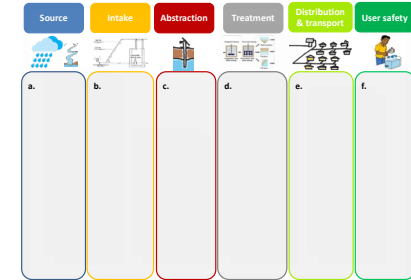 Source
Intake
Abstraction
Treatment
Distribution
& transport
User safety
a.
b.
c.
d.
e.
f.